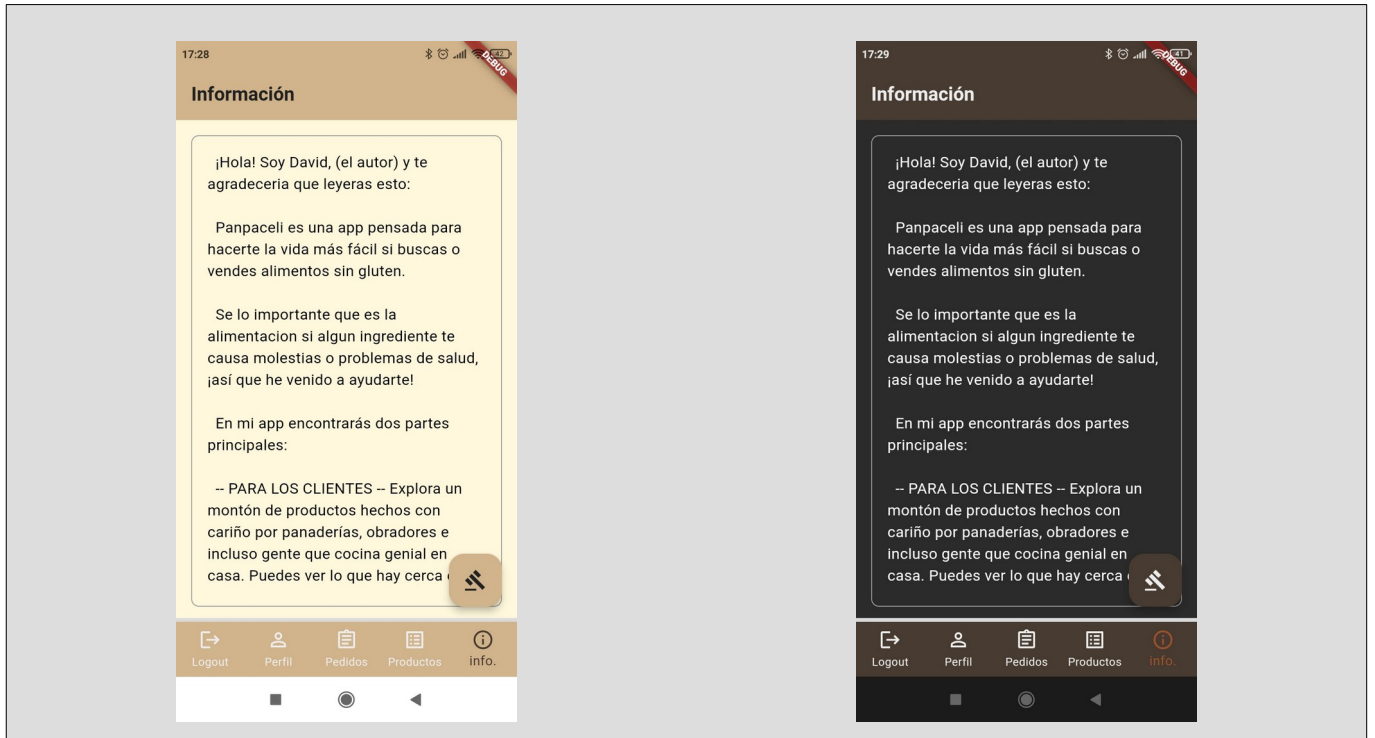 17:28
42
DEBUG
Información
¡Hola! Soy David, (el autor) y te
agradeceria que leyeras esto:
Panpaceli es una app pensada para
hacerte la vida más fácil si buscas o
vendes alimentos sin gluten.
Se lo importante que es la
alimentacion si algun ingrediente te
causa molestias o problemas de salud,
¡así que he venido a ayudarte!
En mi app encontrarás dos partes
principales:
-- PARA LOS CLIENTES -- Explora un
montón de productos hechos con
cariño por panaderías, obradores e
incluso gente que cocina genial en
casa. Puedes ver lo que hay cerca
Logout Perfil Pedidos Productos info.
17:29
41
DEBUG
Información
¡Hola! Soy David, (el autor) y te
agradeceria que leyeras esto:
Panpaceli es una app pensada para
hacerte la vida más fácil si buscas o
vendes alimentos sin gluten.
Se lo importante que es la
alimentacion si algun ingrediente te
causa molestias o problemas de salud,
¡así que he venido a ayudarte!
En mi app encontrarás dos partes
principales:
-- PARA LOS CLIENTES -- Explora un
montón de productos hechos con
cariño por panaderías, obradores e
incluso gente que cocina genial en
casa. Puedes ver lo que hay cerca
Logout Perfil Pedidos Productos info.